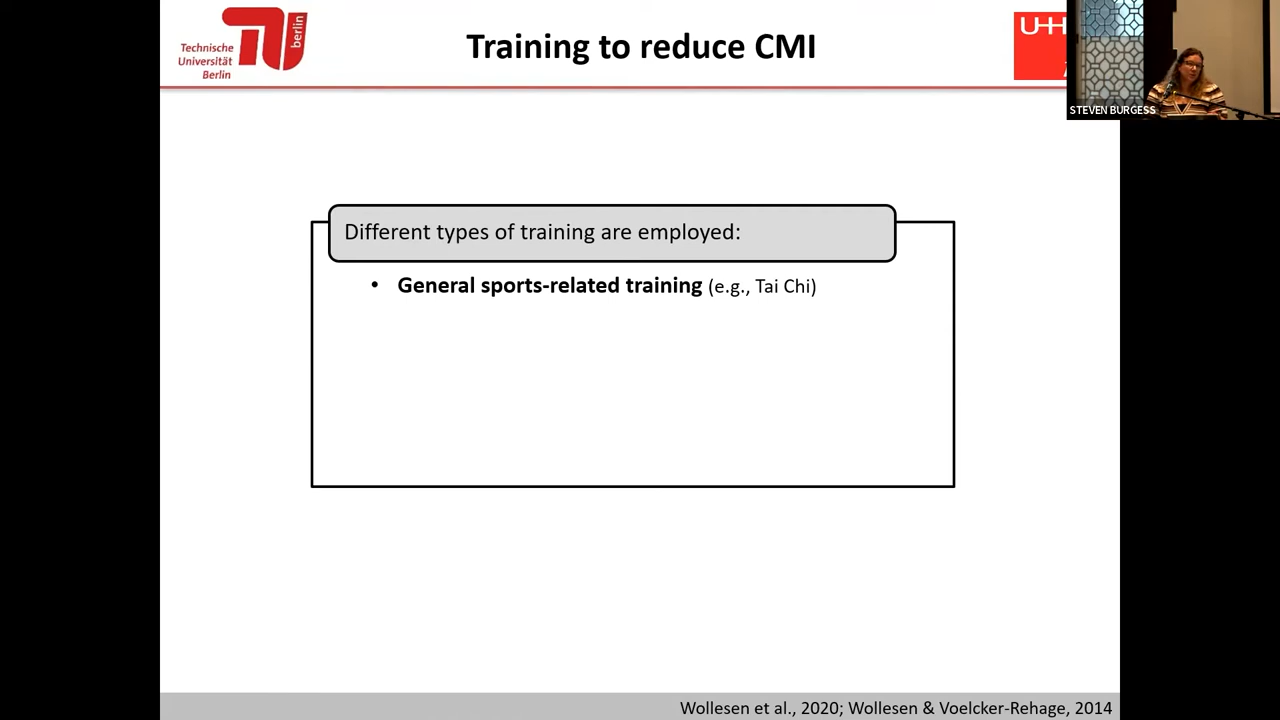 Technische
Universität
Berlin
berlin
Training to reduce CMI
STEVEN BURGESS
Different types of training are employed:
• General sports-related training (e.g., Tai Chi)
Wollesen et al., 2020; Wollesen & Voelcker-Rehage, 2014